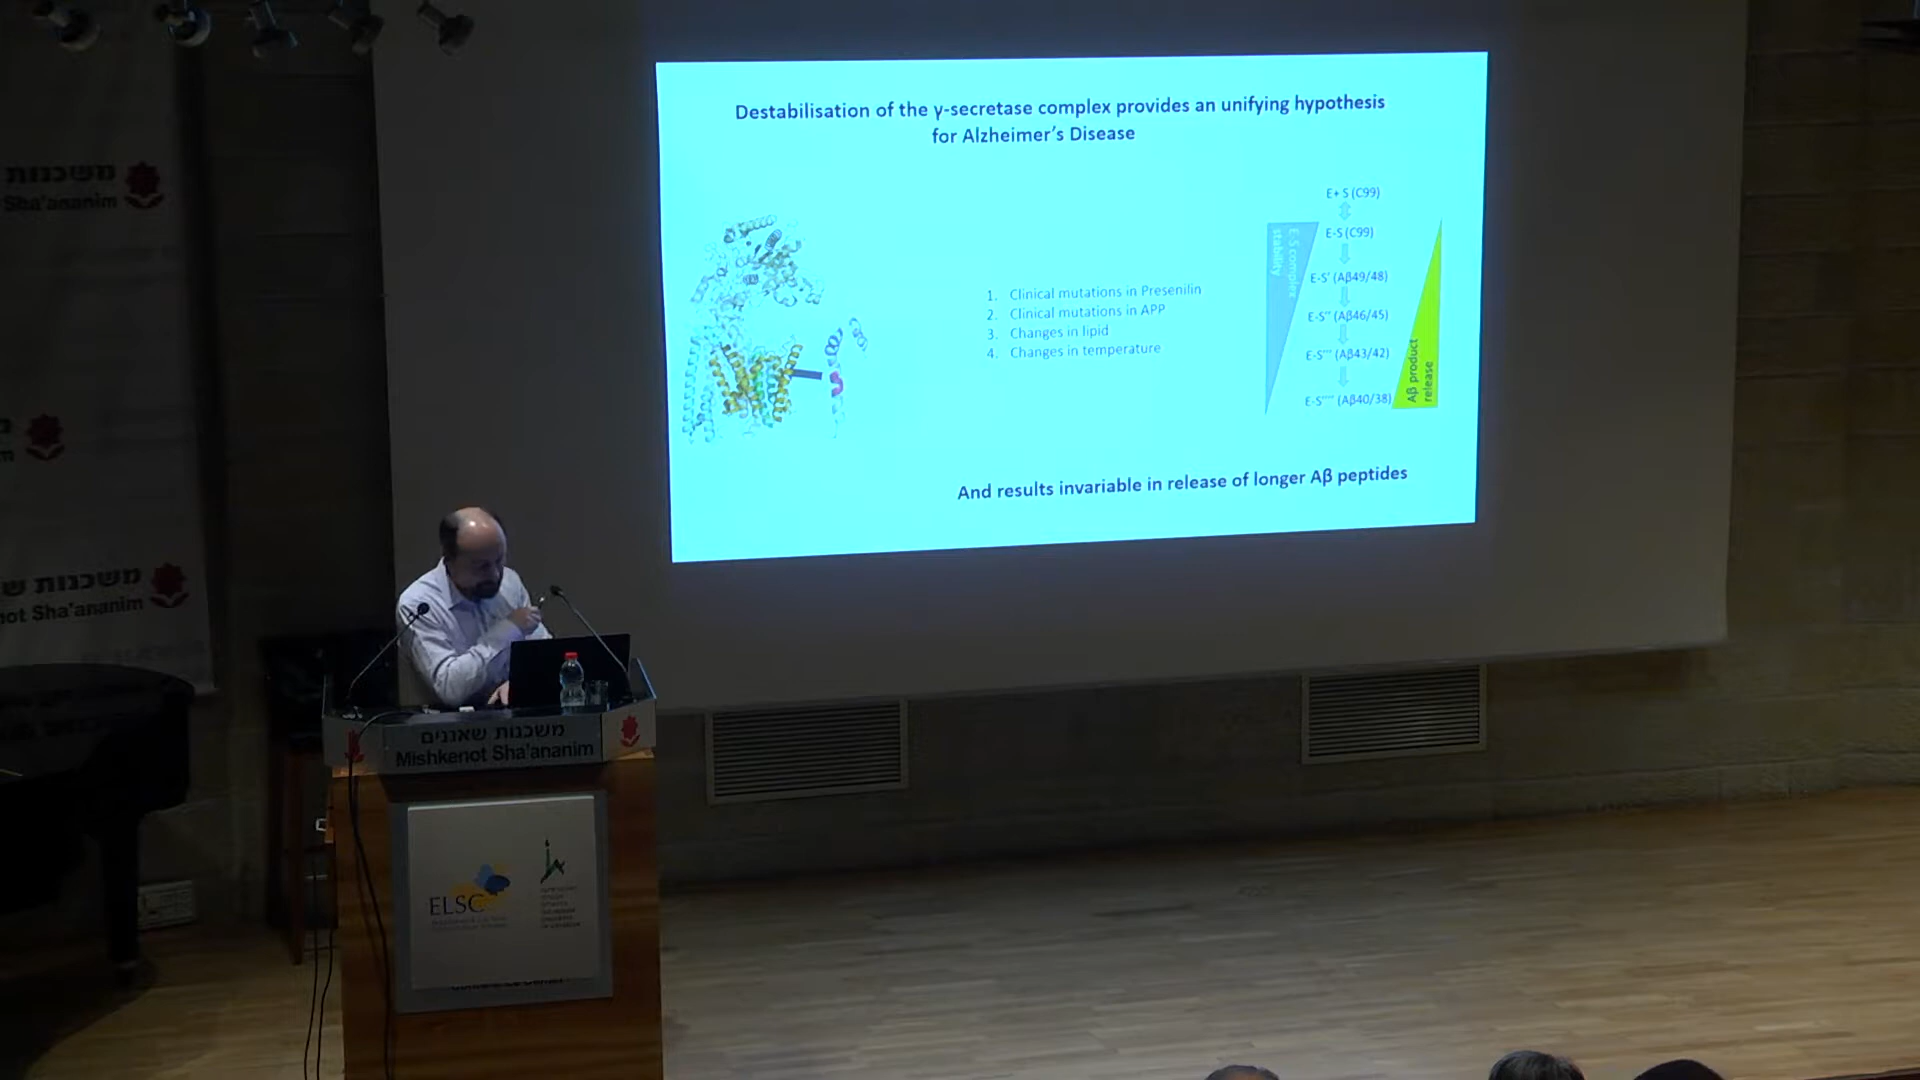 Destabilisation of the γ-secretase complex provides an unifying hypothesis
for Alzheimer's Disease
1. Clinical mutations in Presenilin
2. Clinical mutations in APP
3. Changes in lipid
4. Changes in temperature
E-S complex
stability
E+ S (C99)
E-S (C99)
E-S' (Aβ49/48)
E-S'' (Aβ46/45)
E-S''' (Aβ43/42)
E-S'''' (Aβ40/38)
Aβ product
release
And results invariable in release of longer Aβ peptides
משכנות
Sha'ananim
משכנות ש
not Sha'ananim
משכנות שאננים
Mishkenot Sha'ananim
ELSC